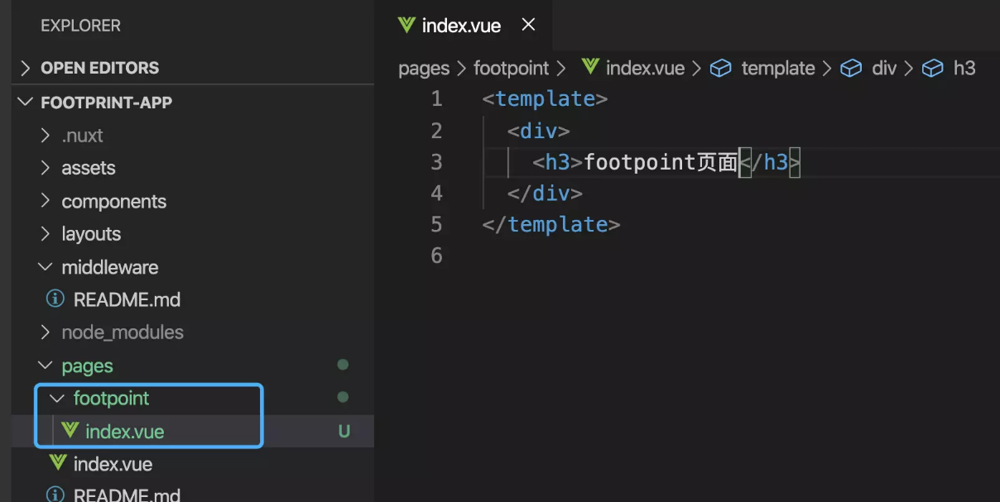 EXPLORER
OPEN EDITORS
FOOTPRINT-APP
.nuxt
assets
components
layouts
middleware
README.md
node_modules
pages
footpoint
index.vue U
index.vue
README.md
index.vue
pages > footpoint > index.vue > template > div > h3
1 <template>
2 <div>
3 <h3>footpoint页面</h3>
4 </div>
5 </template>
6